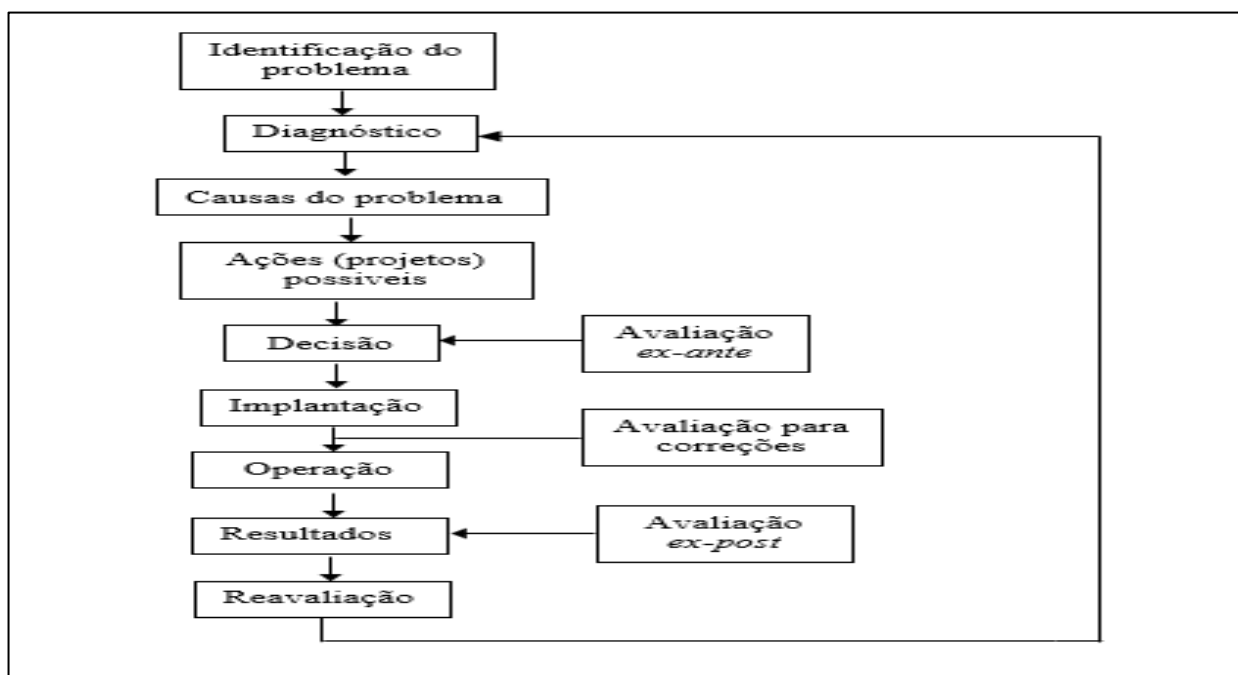 Identificação do
problema
Diagnóstico
Causas do problema
Ações (projetos)
possiveis
Decisão
Avaliação
ex-ante
Implantação
Avaliação para
correções
Operação
Resultados
Avaliação
ex-post
Reavaliação